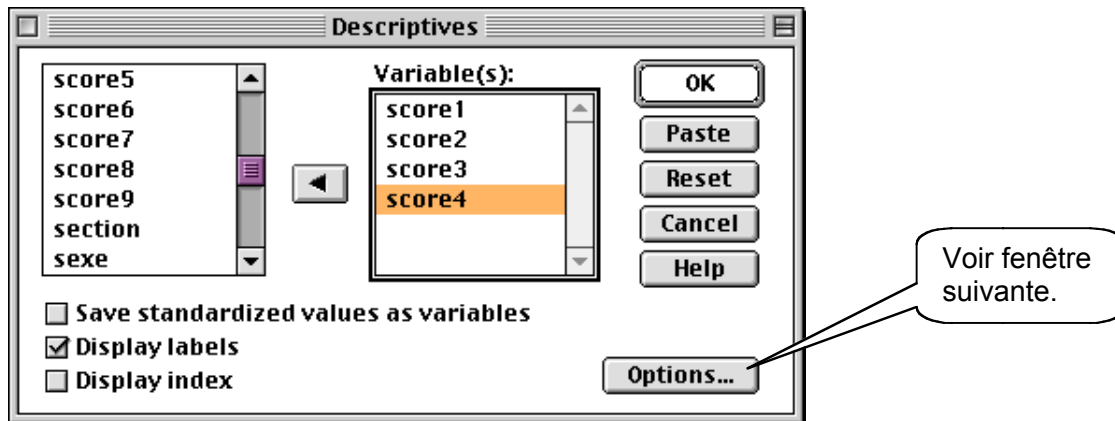 Descriptives
score5
score6
score7
score8
score9
section
sexe
Variable(s):
score1
score2
score3
score4
OK
Paste
Reset
Cancel
Help
Save standardized values as variables
Display labels
Display index
Options...
Voir fenêtre
suivante.